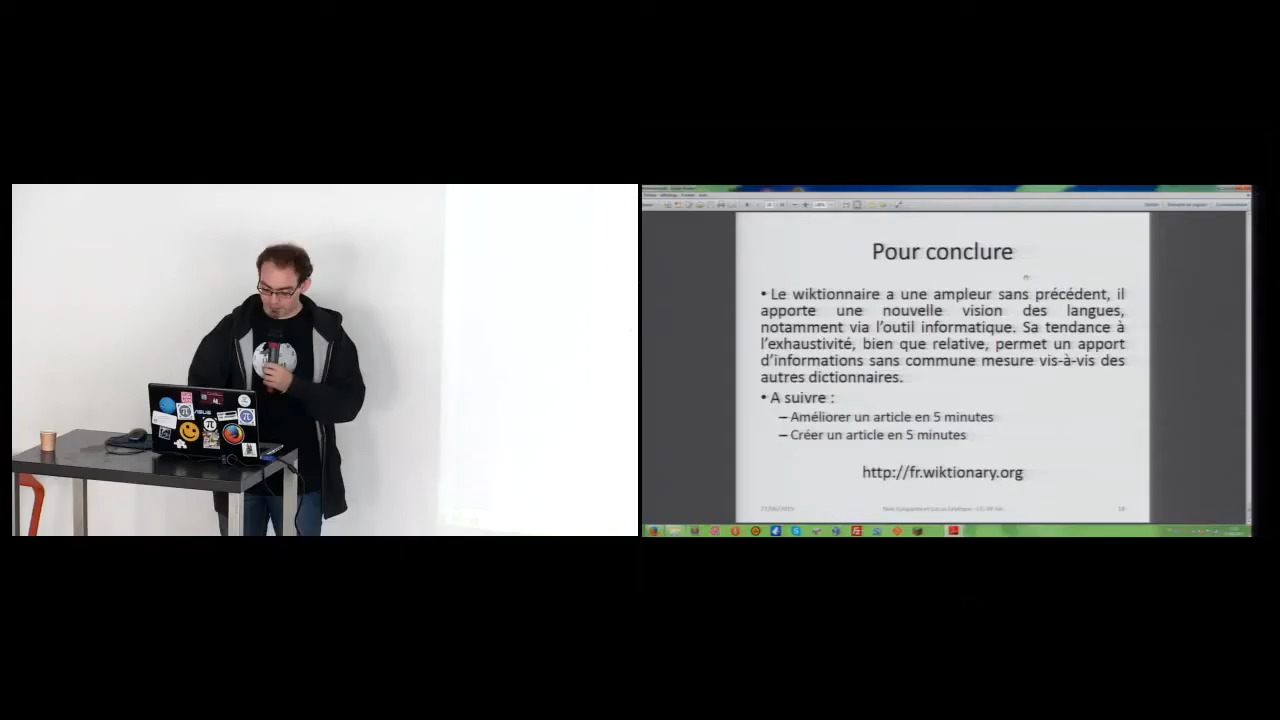 Pour conclure
• Le wiktionnaire a une ampleur sans précédent, il
apporte une nouvelle vision des langues,
notamment via l'outil informatique. Sa tendance à
l'exhaustivité, bien que relative, permet un apport
d'informations sans commune mesure vis-à-vis des
autres dictionnaires.
• A suivre :
– Améliorer un article en 5 minutes
– Créer un article en 5 minutes
http://fr.wiktionary.org
ASUS